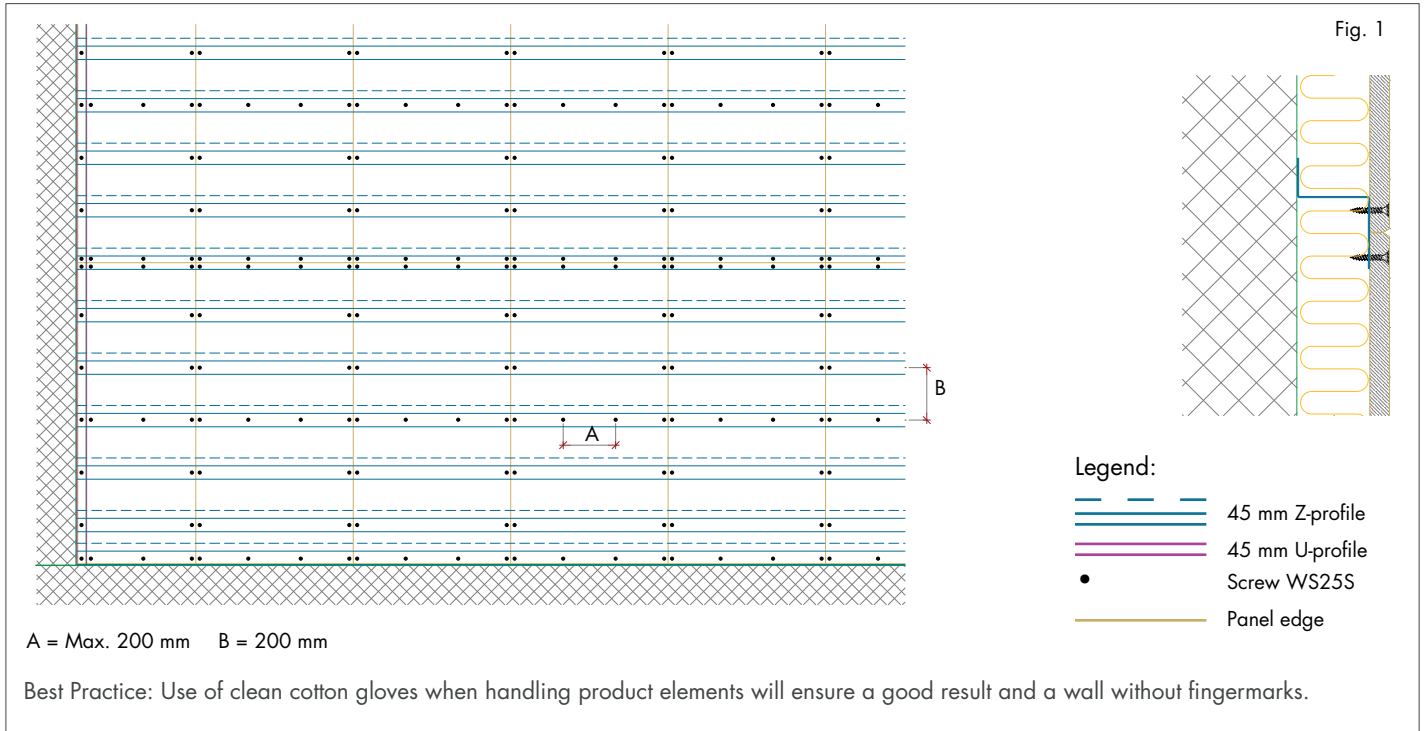 Fig. 1
B
A
Legend:
45 mm Z-profile
45 mm U-profile
Screw WS25S
Panel edge
A = Max. 200 mm B = 200 mm
Best Practice: Use of clean cotton gloves when handling product elements will ensure a good result and a wall without fingermarks.